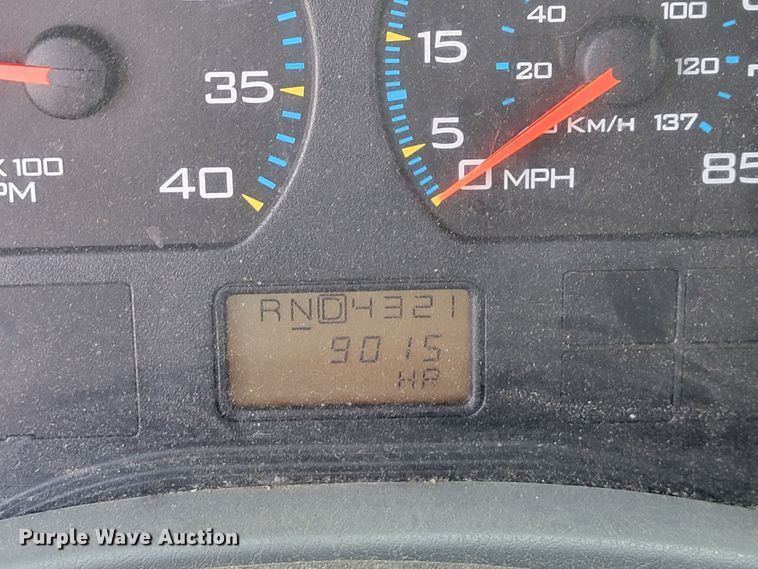 40 100
15
20 120
35
Km/H 137
X 100
5
PM 40 0 MPH 85
RND4321
9015
HR
Purple Wave Auction